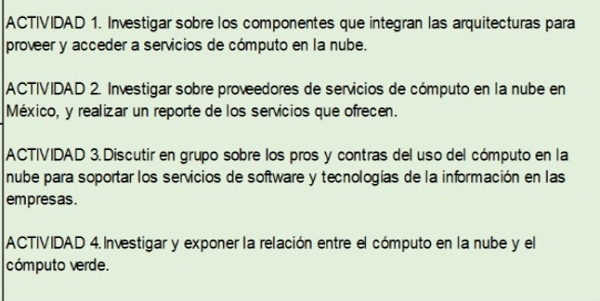 ACTIVIDAD 1. Investigar sobre los componentes que integran las arquitecturas para
proveer y acceder a servicios de cómputo en la nube.
ACTIVIDAD 2. Investigar sobre proveedores de servicios de cómputo en la nube en
México, y realizar un reporte de los servicios que ofrecen.
ACTIVIDAD 3.Discutir en grupo sobre los pros y contras del uso del cómputo en la
nube para soportar los servicios de software y tecnologías de la información en las
empresas.
ACTIVIDAD 4.Investigar y exponer la relación entre el cómputo en la nube y el
cómputo verde.